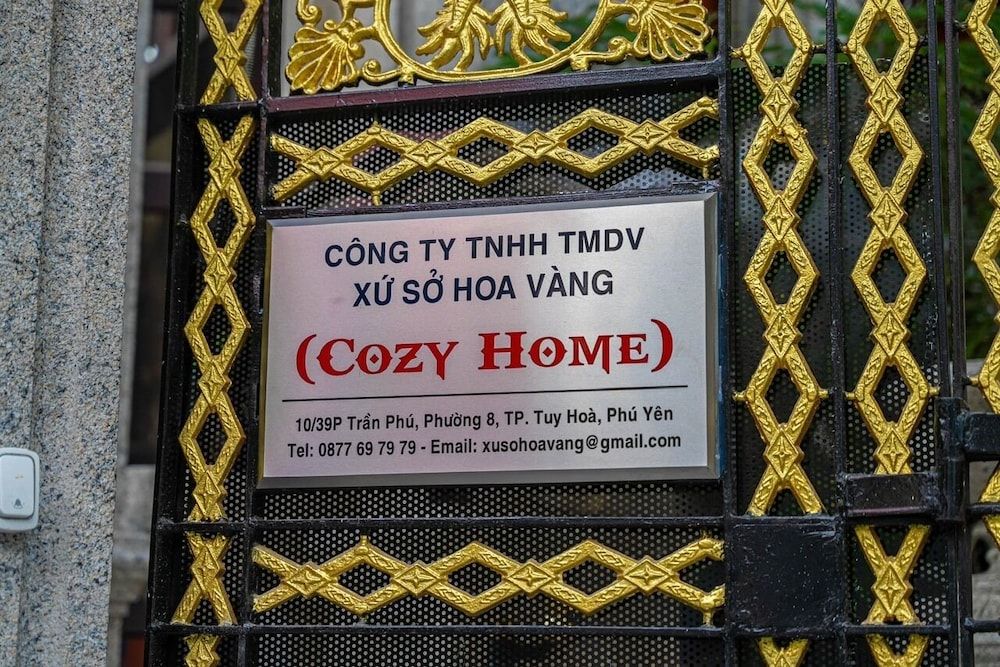 CÔNG TY TNHH TMDV
XỨ SỞ HOA VÀNG
(COZY HOME)
10/39P Trần Phú, Phường 8, TP. Tuy Hoà, Phú Yên
Tel: 0877 69 79 79 - Email: xusohoavang@gmail.com